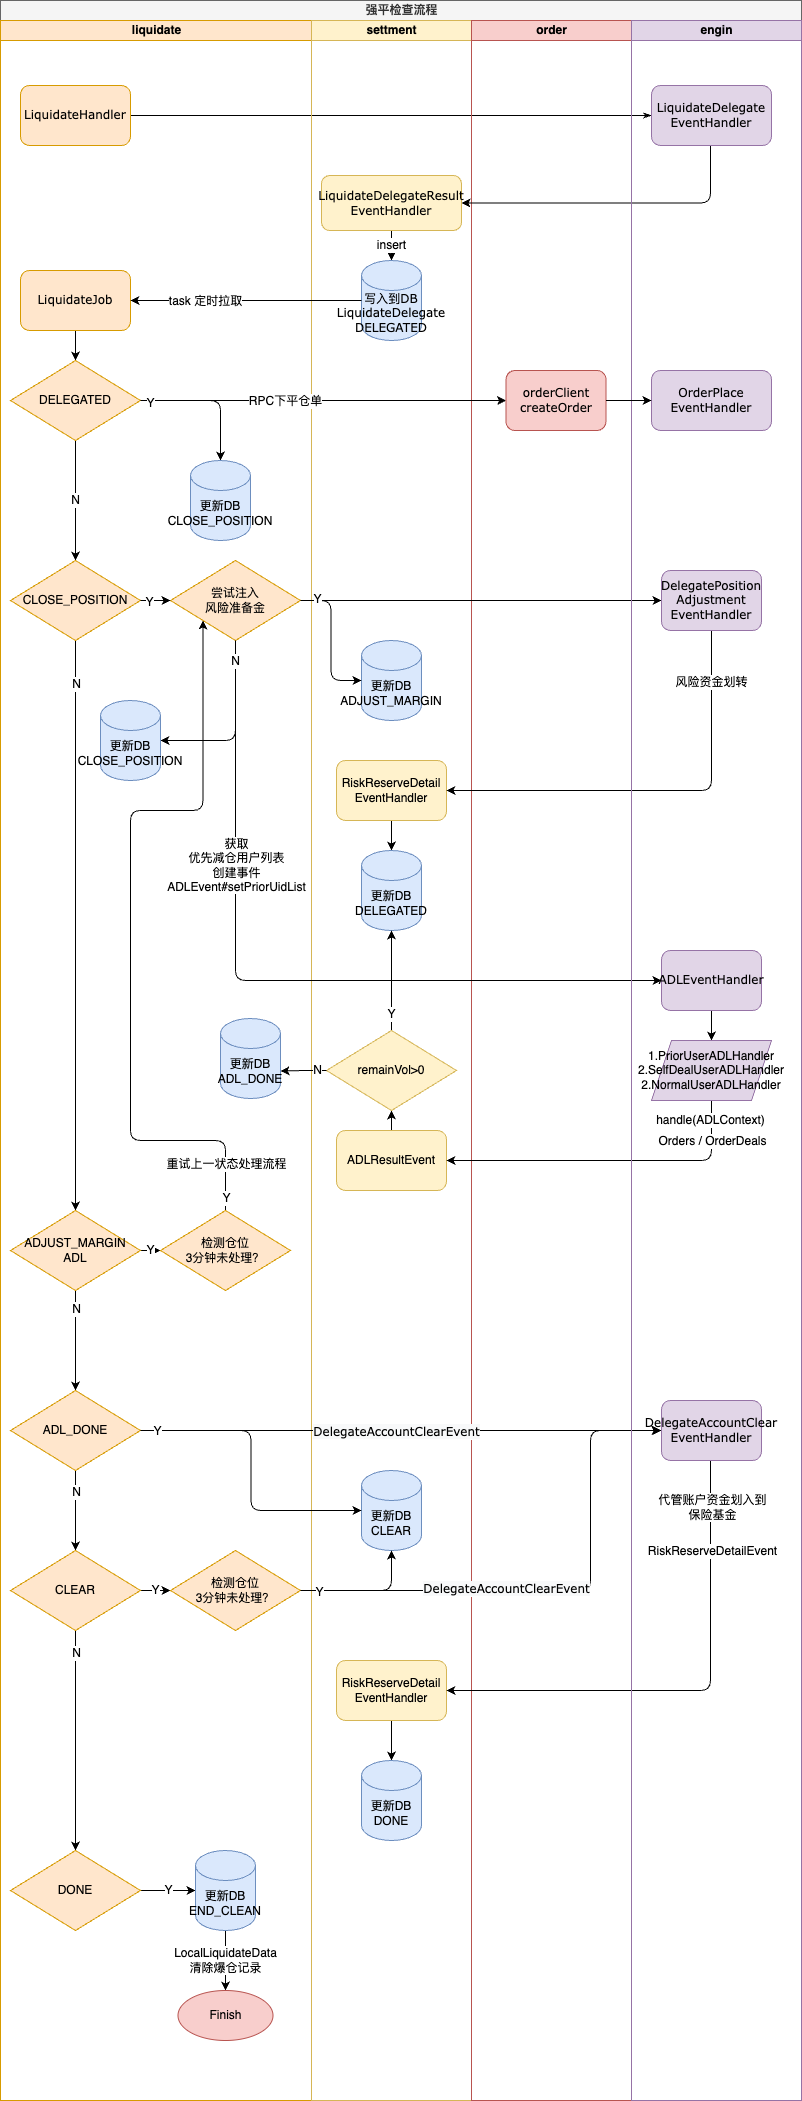 强平检查流程
liquidate
settment
order
engin
LiquidateHandler
LiquidateDelegate
EventHandler
LiquidateDelegateResult
EventHandler
insert
写入到DB
LiquidateDelegate
DELEGATED
task 定时拉取
LiquidateJob
DELEGATED
Y
RPC下平仓单
orderClient
createOrder
OrderPlace
EventHandler
更新DB
CLOSE_POSITION
N
CLOSE_POSITION
Y
尝试注入
风险准备金
Y
DelegatePosition
Adjustment
EventHandler
N
N
更新DB
ADJUST_MARGIN
风险资金划转
更新DB
CLOSE_POSITION
RiskReserveDetail
EventHandler
获取
优先减仓用户列表
创建事件
ADLEvent#setPriorUidList
更新DB
DELEGATED
ADLEventHandler
Y
更新DB
ADL_DONE
N
remainVol>0
1.PriorUserADLHandler
2.SelfDealUserADLHandler
2.NormalUserADLHandler
handle(ADLContext)
Orders / OrderDeals
ADLResultEvent
重试上一状态处理流程
Y
ADJUST_MARGIN
ADL
Y
检测仓位
3分钟未处理?
N
ADL_DONE
Y
DelegateAccountClearEvent
DelegateAccountClear
EventHandler
N
更新DB
CLEAR
代管账户资金划入到
保险基金
RiskReserveDetailEvent
CLEAR
Y
检测仓位
3分钟未处理?
Y
DelegateAccountClearEvent
N
RiskReserveDetail
EventHandler
更新DB
DONE
DONE
Y
更新DB
END_CLEAN
LocalLiquidateData
清除爆仓记录
Finish